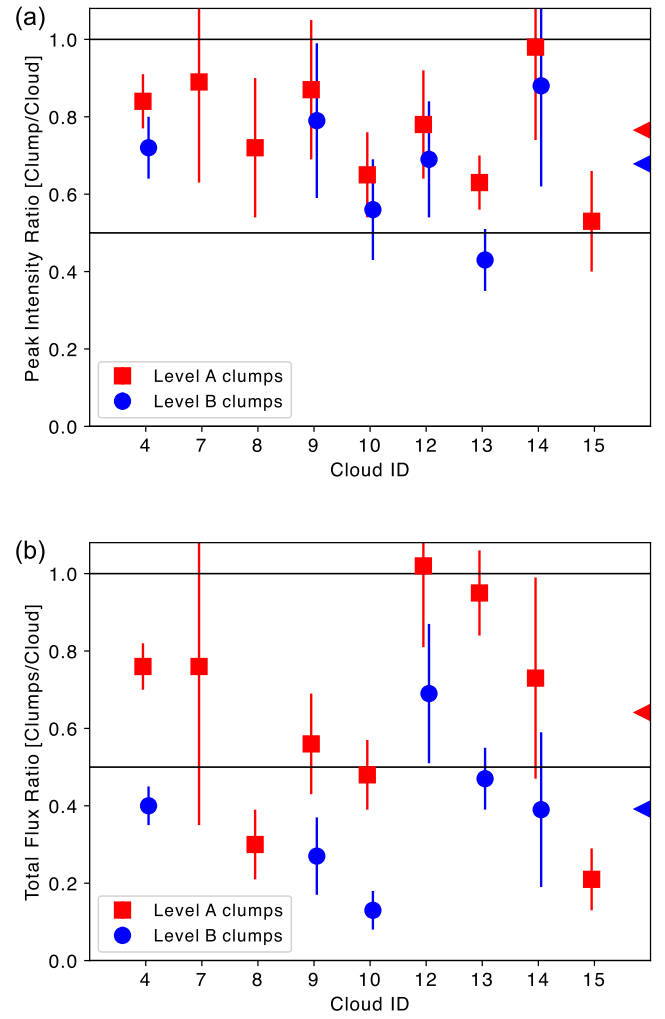 (a)
Peak Intensity Ratio [Clump/Cloud]
1.0
0.8
0.6
0.4
0.2
0.0
Level A clumps
Level B clumps
4 7 8 9 10 12 13 14 15
Cloud ID
(b)
Total Flux Ratio [Clumps/Cloud]
1.0
0.8
0.6
0.4
0.2
0.0
Level A clumps
Level B clumps
4 7 8 9 10 12 13 14 15
Cloud ID